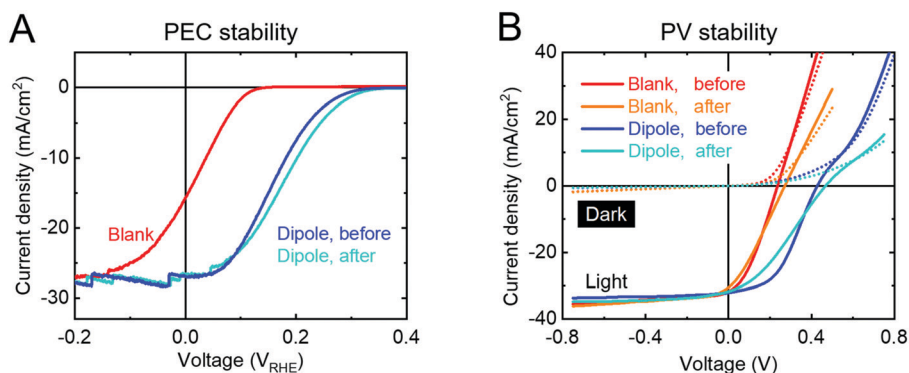 A
PEC stability
Current density (mA/cm²)
0
-10
-20
-30
Blank
Dipole, before
Dipole, after
-0.2
0.0
0.2
0.4
Voltage (V_RHE)
B
PV stability
Current density (mA/cm²)
40
20
0
-20
-40
Blank, before
Blank, after
Dipole, before
Dipole, after
Dark
Light
-0.8
-0.4
0.0
0.4
0.8
Voltage (V)